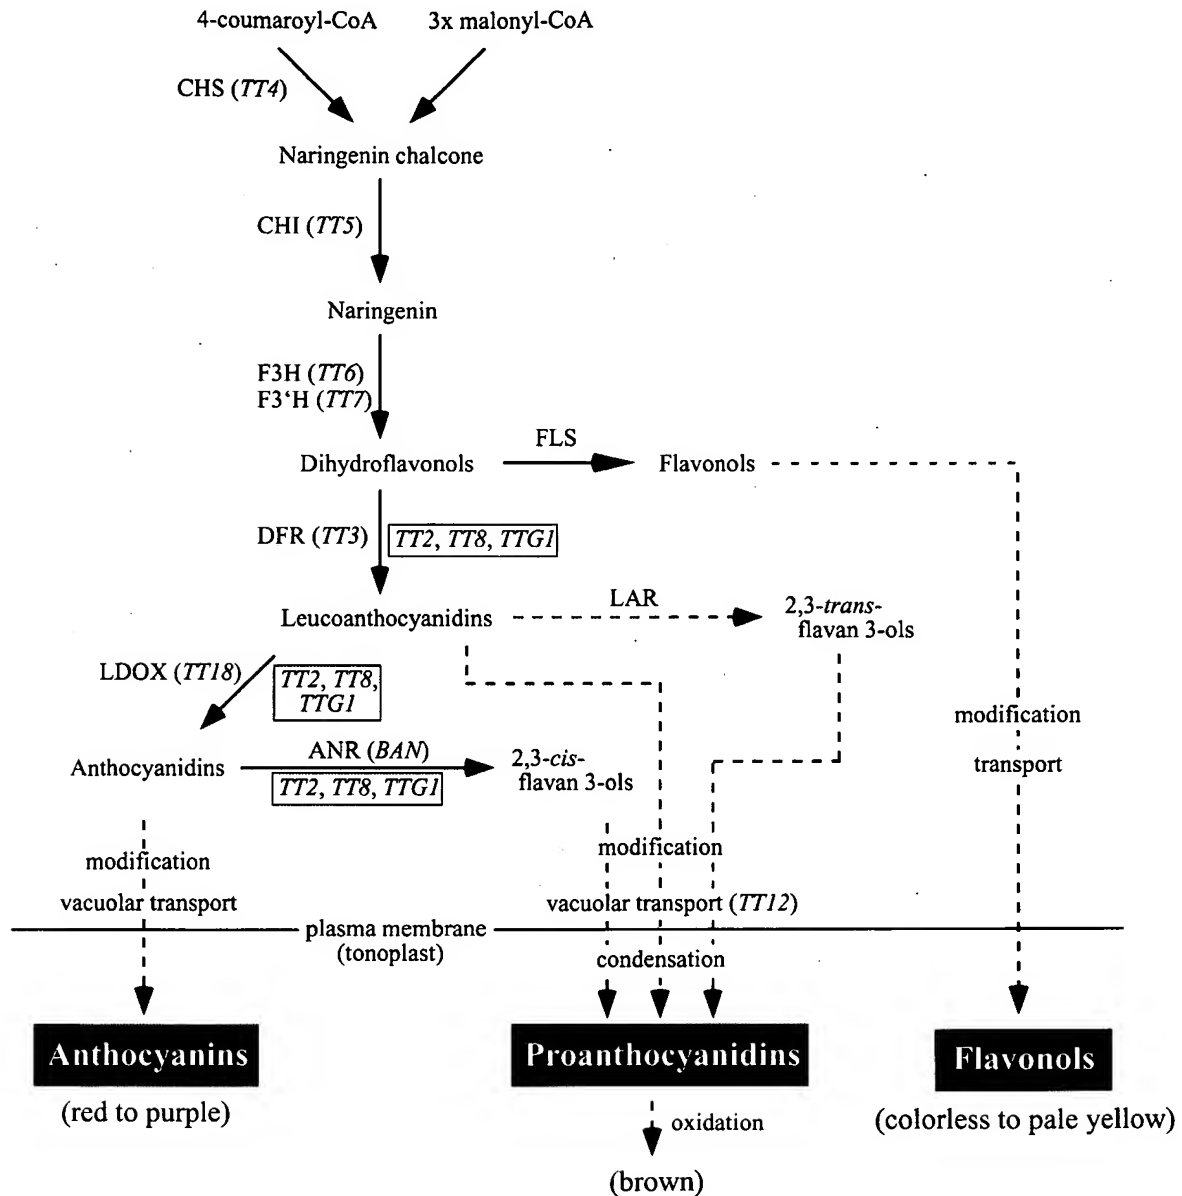 4-coumaroyl-CoA 3x malonyl-CoA
CHS (TT4)
Naringenin chalcone
CHI (TT5)
Naringenin
F3H (TT6)
F3‘H (TT7)
FLS
Dihydroflavonols Flavonols
DFR (TT3) TT2, TT8, TTG1
LAR
Leucoanthocyanidins
2,3-trans-
flavan 3-ols
LDOX (TT18)
TT2, TT8,
TTG1
modification
transport
ANR (BAN)
Anthocyanidins
TT2, TT8, TTG1
2,3-cis-
flavan 3-ols
modification
vacuolar transport
modification
vacuolar transport (TT12)
plasma membrane
(tonoplast)
condensation
Anthocyanins
(red to purple)
Proanthocyanidins
oxidation
(brown)
Flavonols
(colorless to pale yellow)